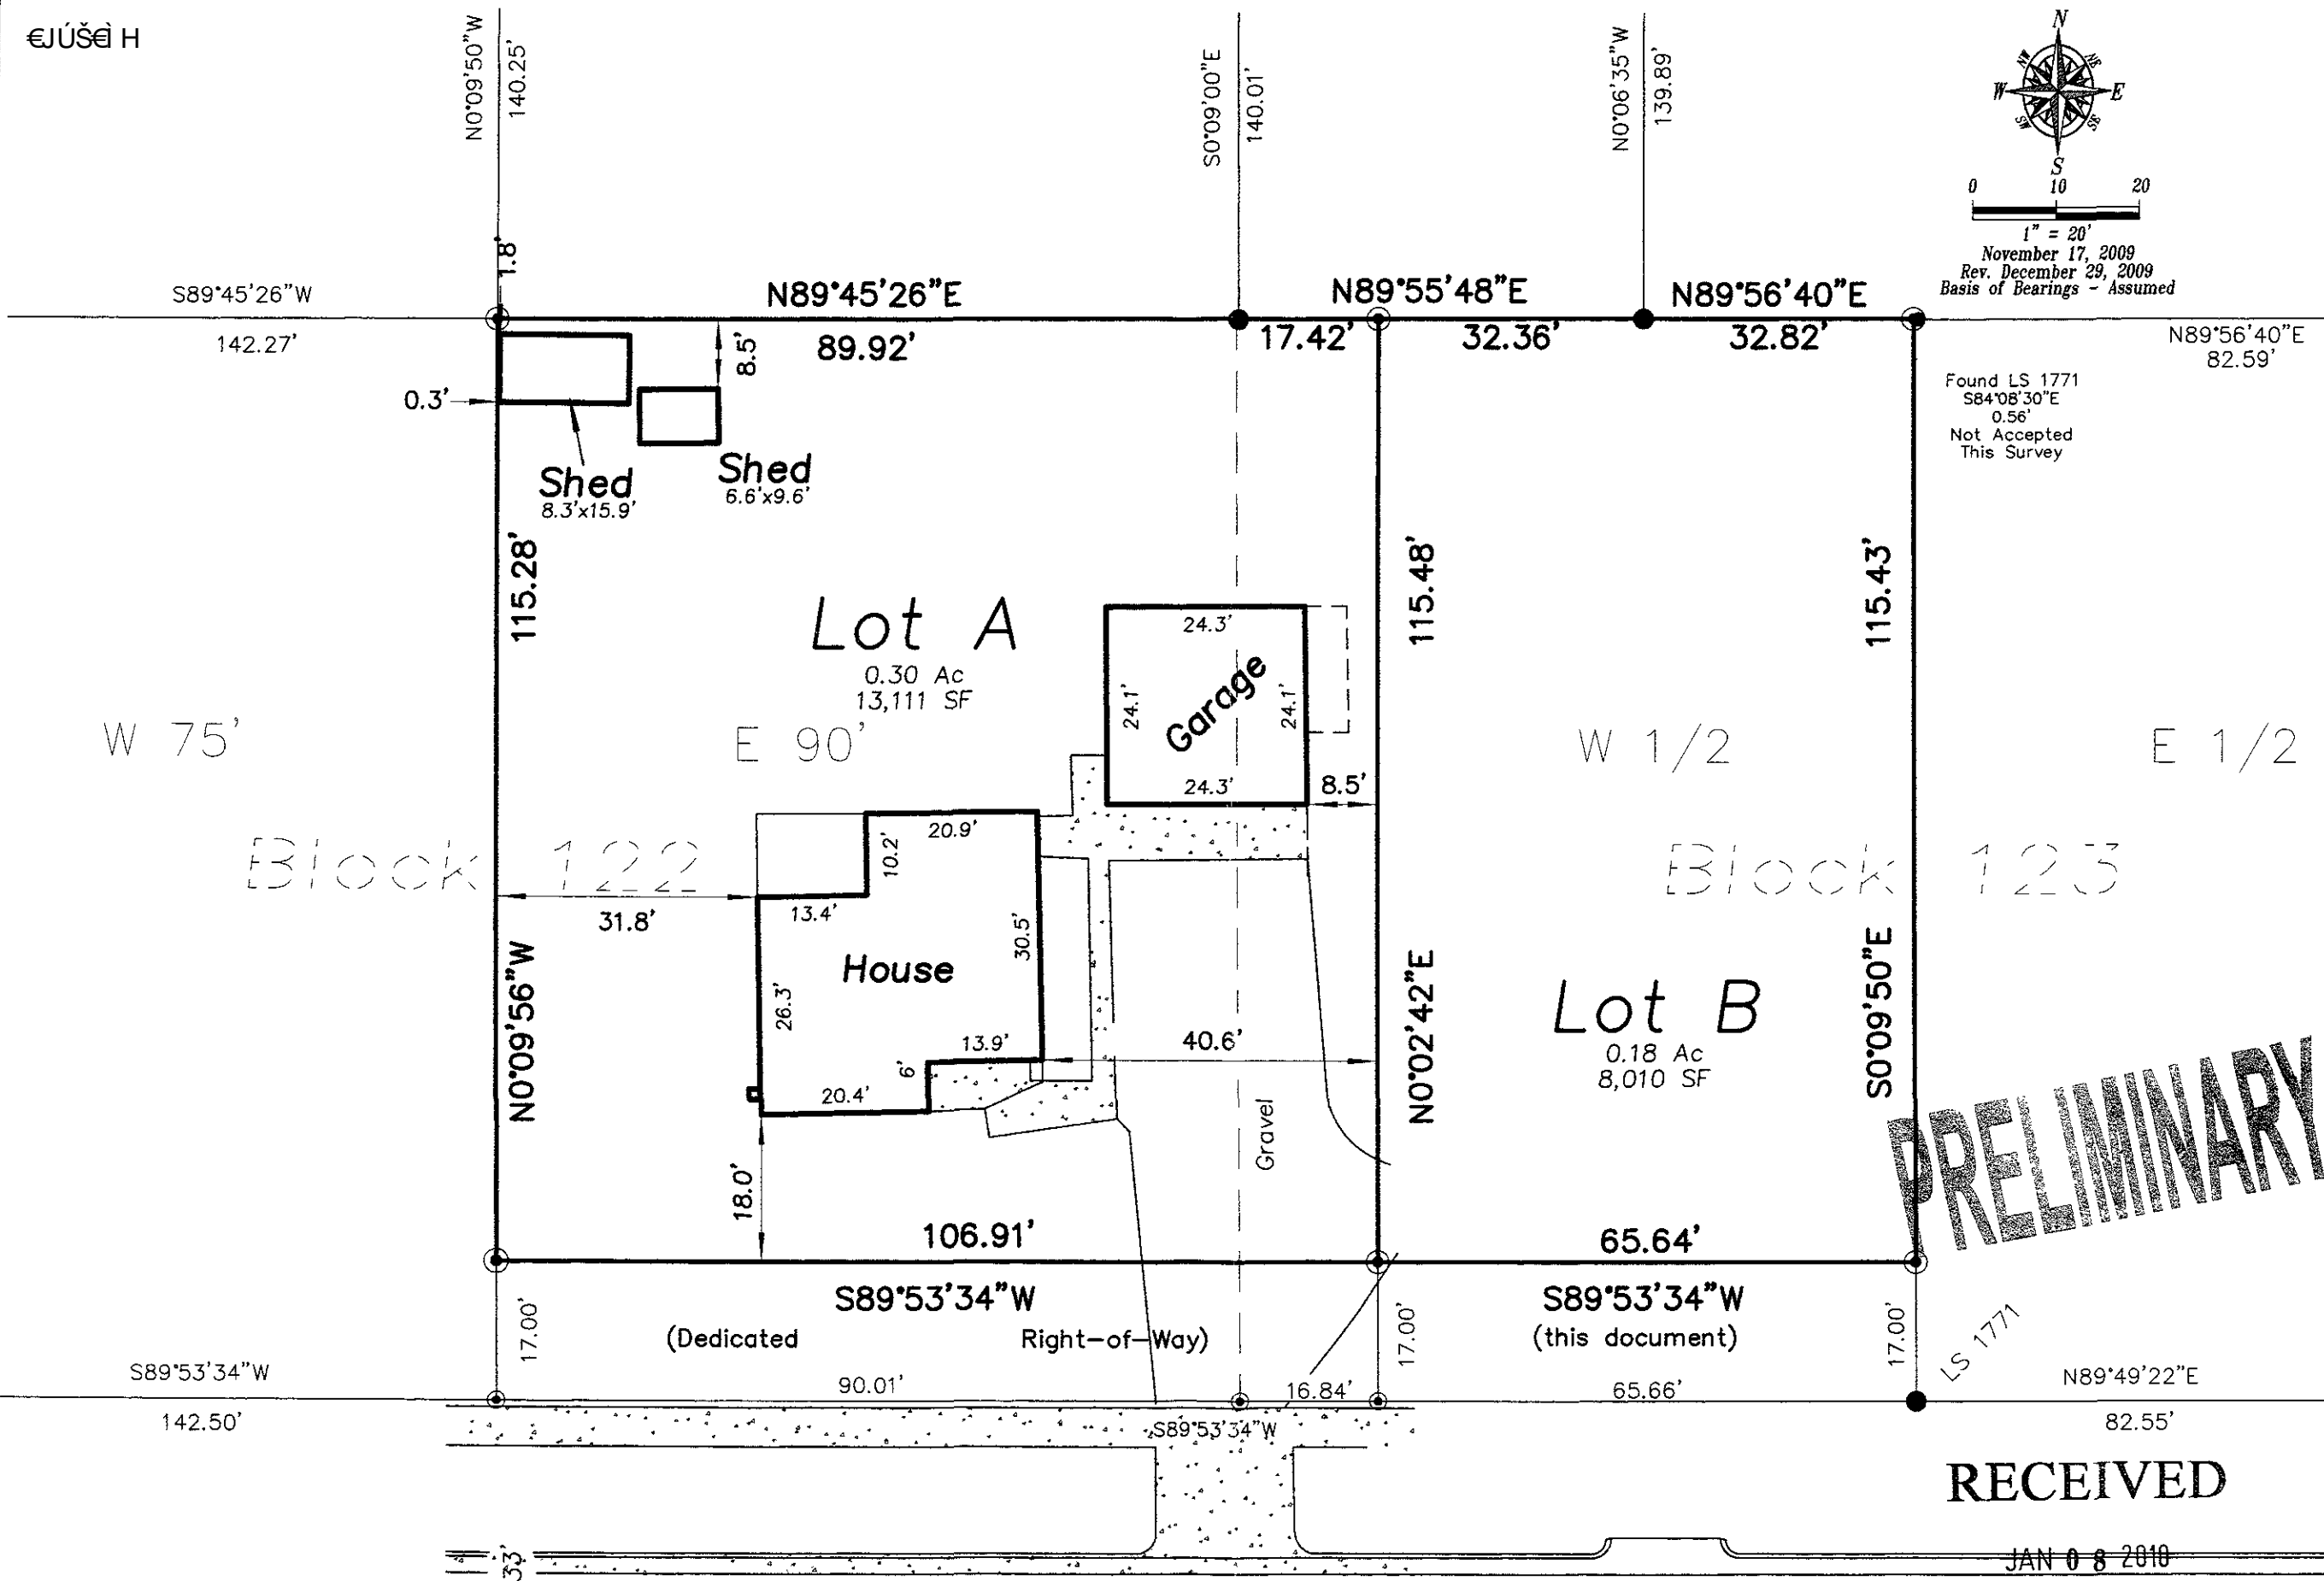 €JÚŠ€Ì H
N0°09'50"W
140.25'
S0°09'00"E
140.01'
N0°06'35"W
139.89'
N
NW
NE
W
E
SW
SE
S
0 10 20
1" = 20'
November 17, 2009
Rev. December 29, 2009
Basis of Bearings - Assumed
1.8'
S89°45'26"W
142.27'
N89°45'26"E
89.92'
N89°55'48"E
17.42'
32.36'
N89°56'40"E
32.82'
N89°56'40"E
82.59'
Found LS 1771
S84°08'30"E
0.56'
Not Accepted
This Survey
8.5'
0.3'
Shed
8.3'x15.9'
Shed
6.6'x9.6'
115.28'
115.48'
115.43'
Lot A
0.30 Ac
13,111 SF
24.3'
24.1'
Garage
24.1'
24.3'
8.5'
W 75'
E 90'
W 1/2
E 1/2
Block 122
Block 123
20.9'
10.2'
31.8'
13.4'
30.5'
House
26.3'
13.9'
6'
20.4'
40.6'
N0°09'56"W
N0°02'42"E
S0°09'50"E
Lot B
0.18 Ac
8,010 SF
Gravel
18.0'
PRELIMINARY
106.91'
65.64'
S89°53'34"W
S89°53'34"W
(Dedicated Right-of-Way)
(this document)
17.00'
17.00'
17.00'
LS 1771
S89°53'34"W
142.50'
90.01'
16.84'
65.66'
N89°49'22"E
82.55'
S89°53'34"W
RECEIVED
JAN 08 2010
33'